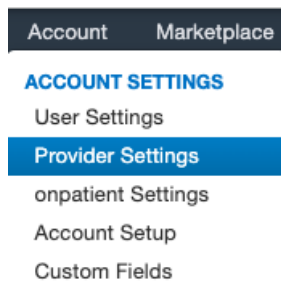 Account Marketplace
ACCOUNT SETTINGS
User Settings
Provider Settings
onpatient Settings
Account Setup
Custom Fields